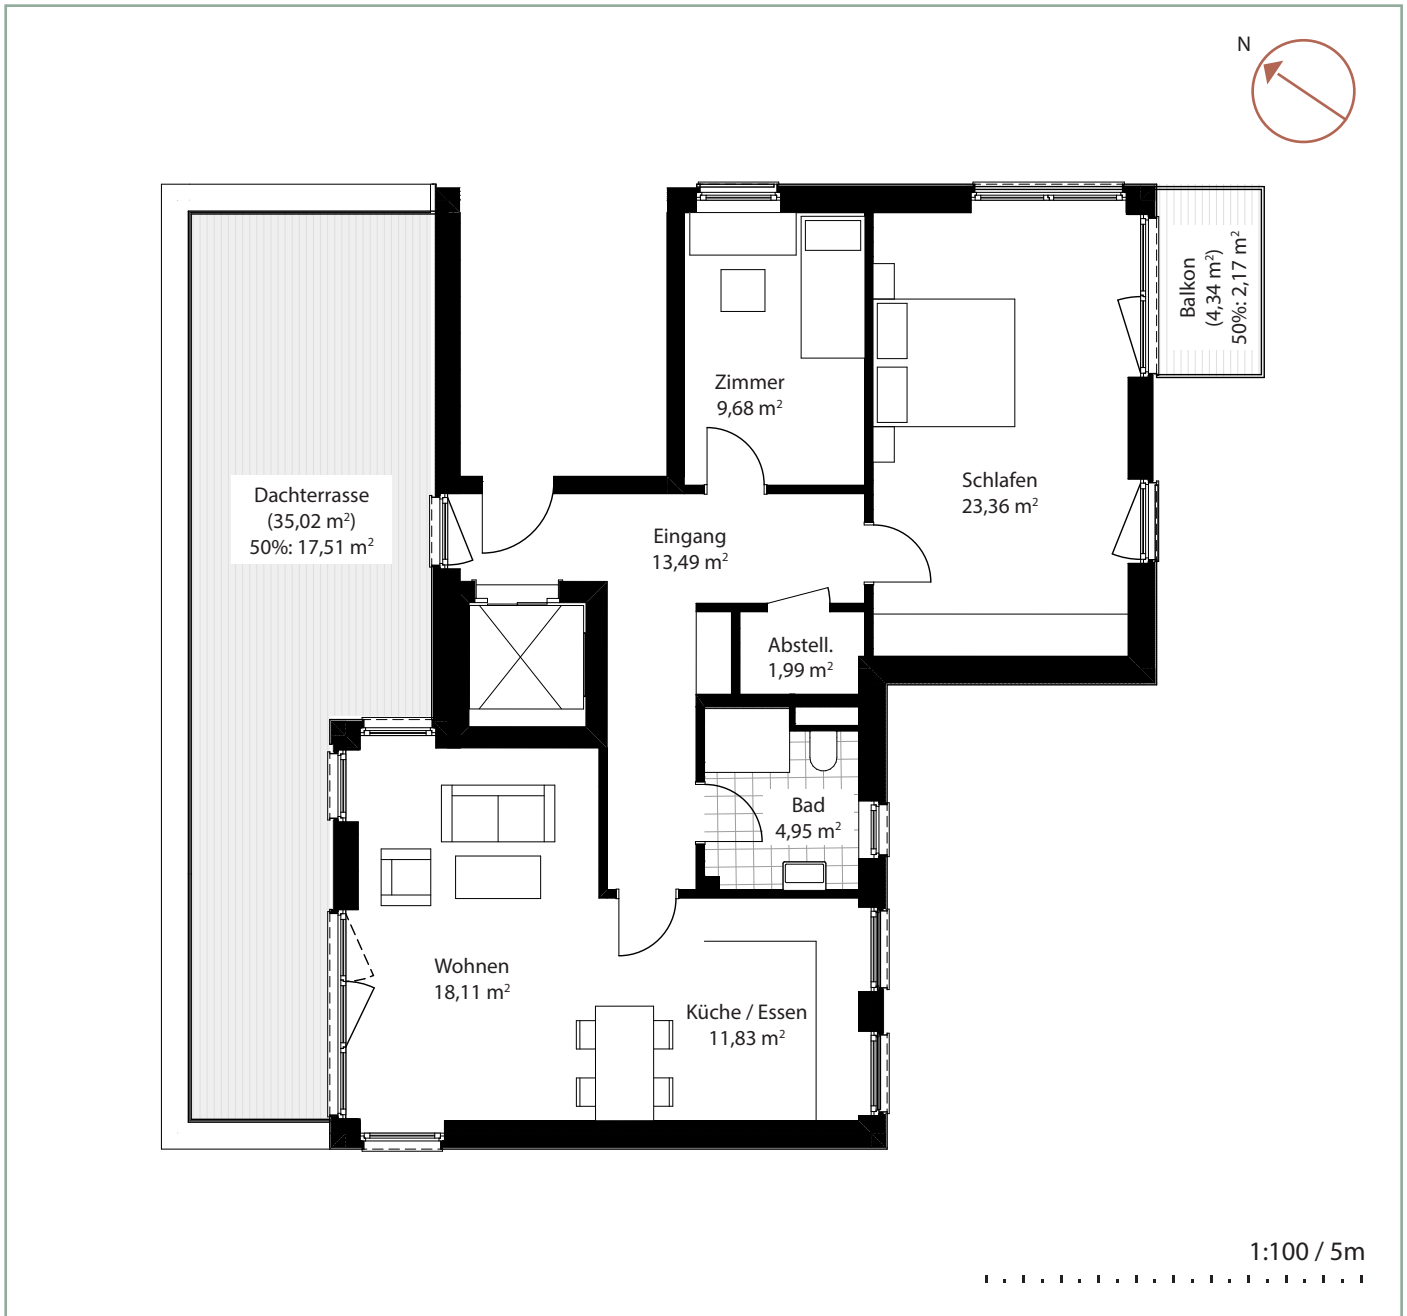 N
Balkon
(4,34 m²)
50%: 2,17 m²
Zimmer
9,68 m²
Schlafen
23,36 m²
Dachterrasse
(35,02 m²)
50%: 17,51 m²
Eingang
13,49 m²
Abstell.
1,99 m²
Bad
4,95 m²
Wohnen
18,11 m²
Küche / Essen
11,83 m²
1:100 / 5m